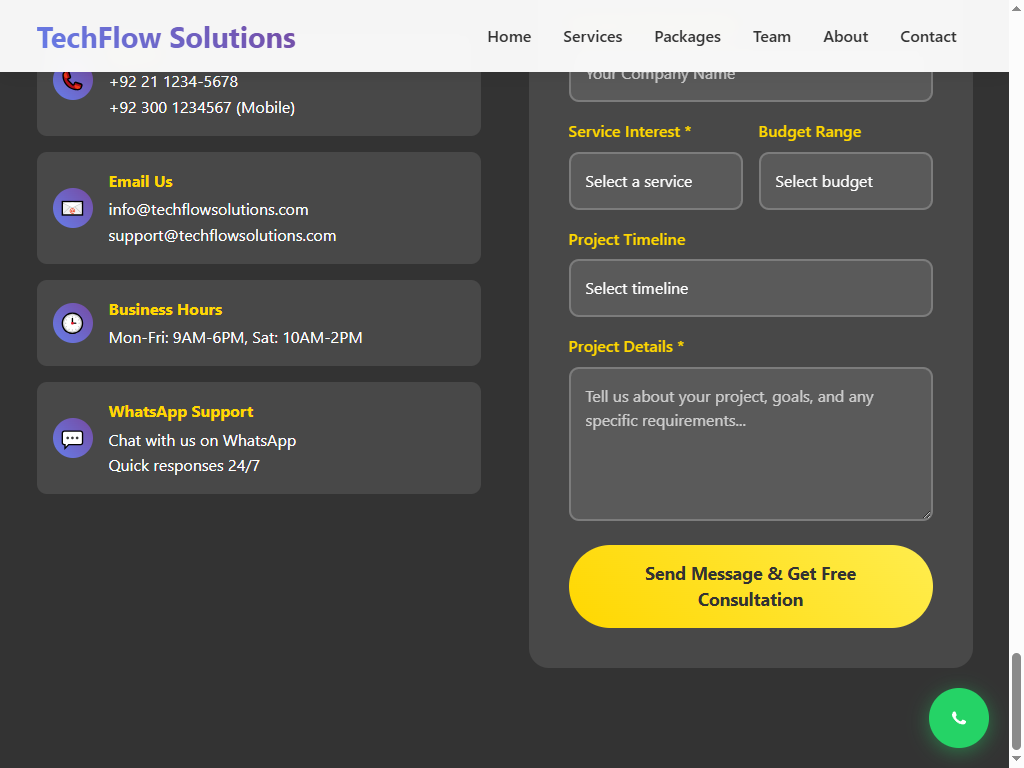 TechFlow Solutions
Home
Services
Packages
Team
About
Contact
+92 21 1234-5678
+92 300 1234567 (Mobile)
Email Us
info@techflowsolutions.com
support@techflowsolutions.com
Business Hours
Mon-Fri: 9AM-6PM, Sat: 10AM-2PM
WhatsApp Support
Chat with us on WhatsApp
Quick responses 24/7
Your Company Name
Service Interest *
Budget Range
Select a service
Select budget
Project Timeline
Select timeline
Project Details *
Tell us about your project, goals, and any
specific requirements...
Send Message & Get Free
Consultation